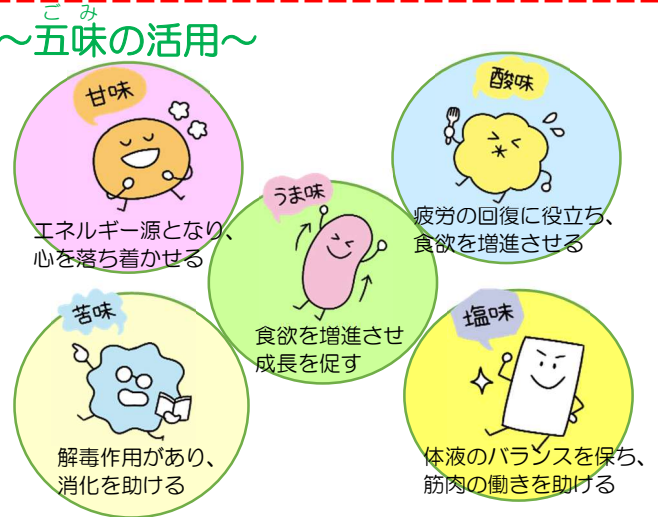 ごみ
～五味の活用～
甘味
エネルギー源となり、
心を落ち着かせる
酸味
疲労の回復に役立ち、
食欲を増進させる
うま味
食欲を増進させ
成長を促す
苦味
解毒作用があり、
消化を助ける
塩味
体液のバランスを保ち、
筋肉の働きを助ける